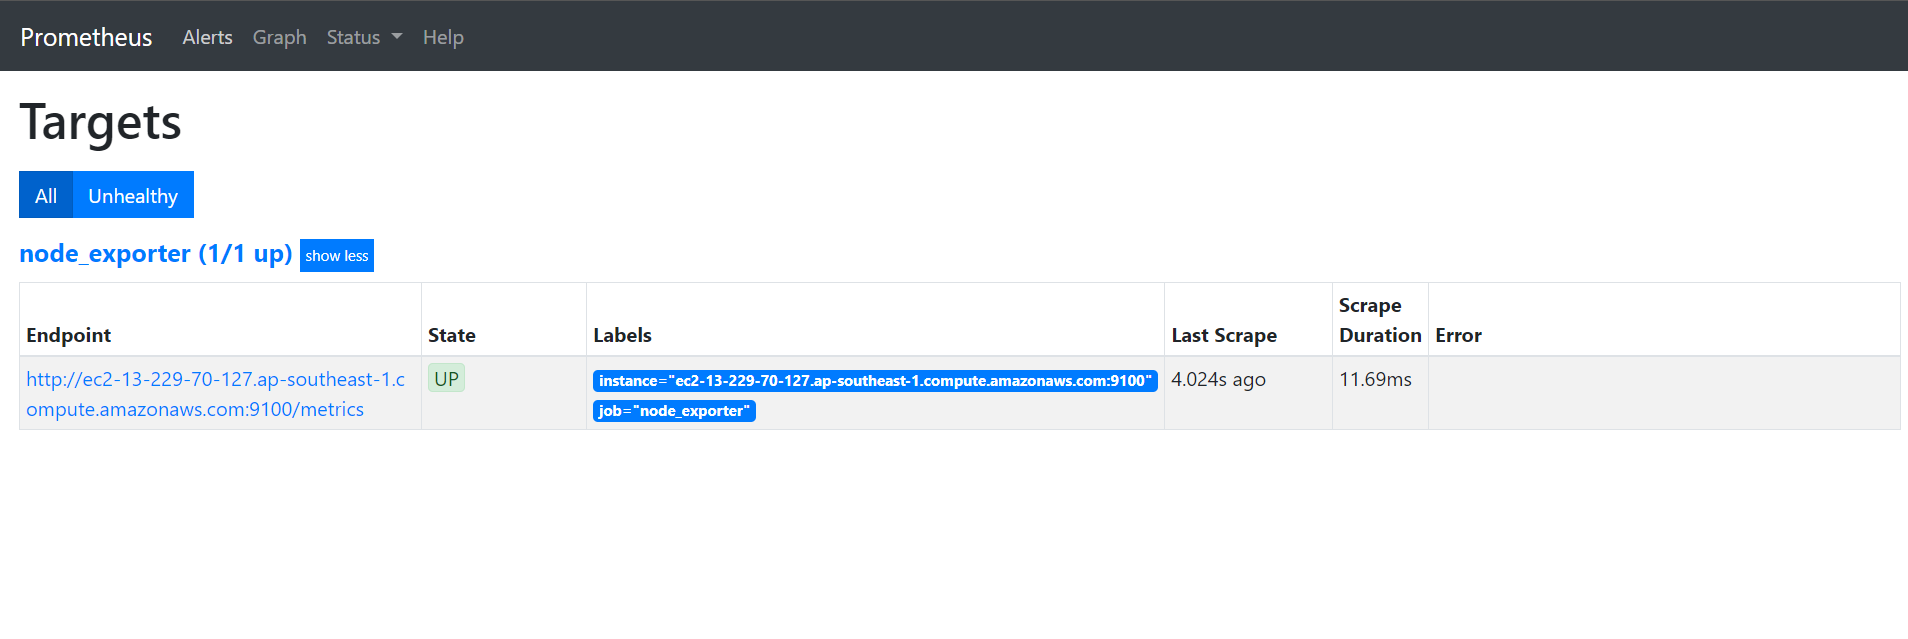 Prometheus Alerts Graph Status Help
Targets
All Unhealthy
node_exporter (1/1 up) show less
Endpoint State Labels Last Scrape Scrape Duration Error
http://ec2-13-229-70-127.ap-southeast-1.c
ompute.amazonaws.com:9100/metrics
UP
instance="ec2-13-229-70-127.ap-southeast-1.compute.amazonaws.com:9100"
job="node_exporter"
4.024s ago
11.69ms